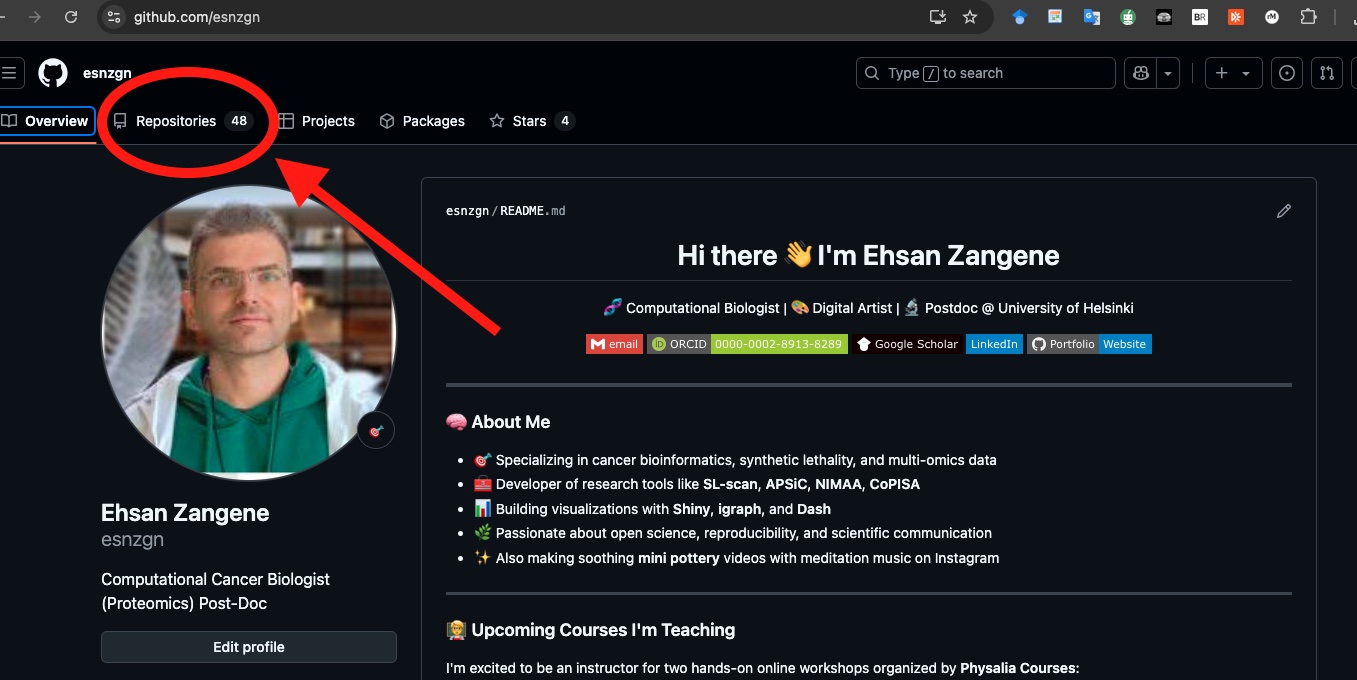 github.com/esnzgn
esnzgn
Type / to search
Overview
Repositories 48
Projects
Packages
Stars 4
esnzgn/README.md
Hi there 👋 I'm Ehsan Zangene
🧬 Computational Biologist | 🎨 Digital Artist | 🔬 Postdoc @ University of Helsinki
email
iD ORCID 0000-0002-8913-8289
Google Scholar
LinkedIn
Portfolio Website
🧠 About Me
🎯 Specializing in cancer bioinformatics, synthetic lethality, and multi-omics data
🧰 Developer of research tools like SL-scan, APSiC, NIMAA, CoPISA
📊 Building visualizations with Shiny, igraph, and Dash
🌿 Passionate about open science, reproducibility, and scientific communication
✨ Also making soothing mini pottery videos with meditation music on Instagram
Ehsan Zangene
esnzgn
Computational Cancer Biologist
(Proteomics) Post-Doc
Edit profile
🧑‍🏫 Upcoming Courses I'm Teaching
I'm excited to be an instructor for two hands-on online workshops organized by Physalia Courses: